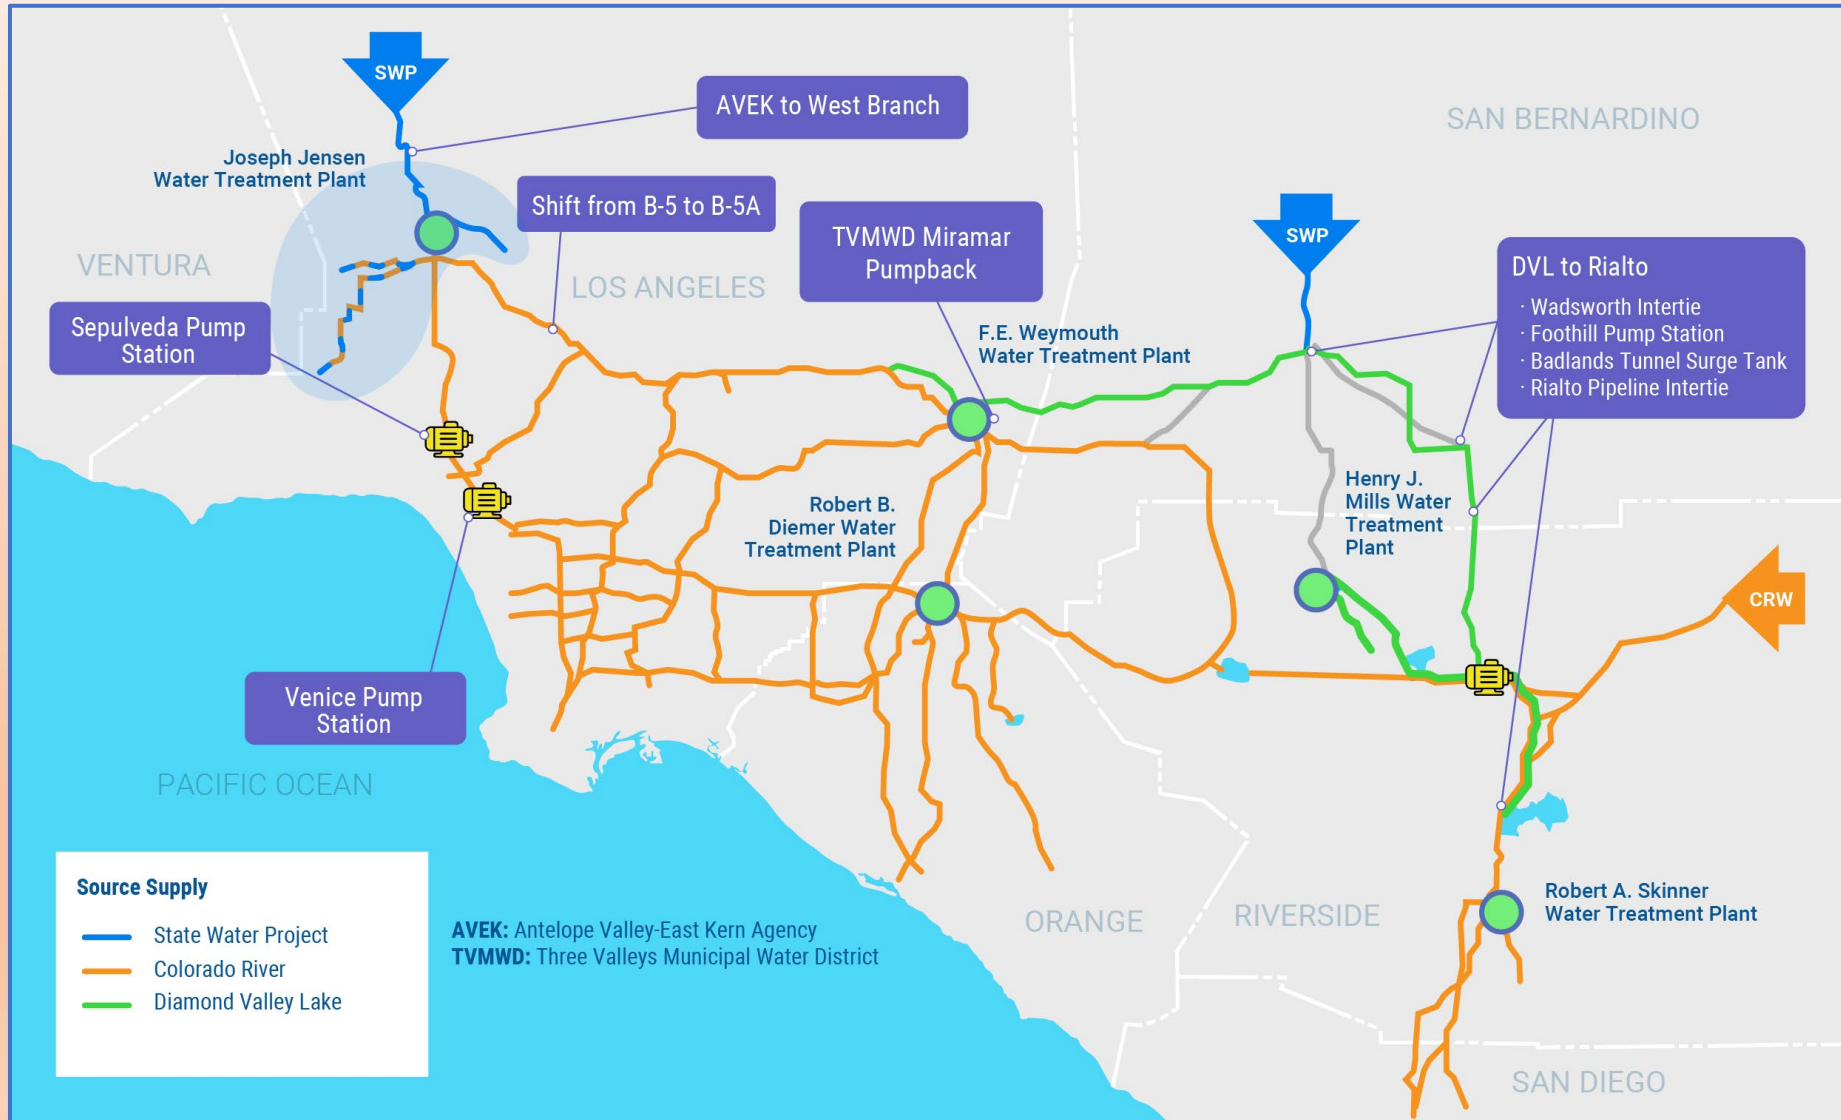 SWP
AVEK to West Branch
SAN BERNARDINO
Joseph Jensen
Water Treatment Plant
Shift from B-5 to B-5A
TVMWD Miramar
Pumpback
SWP
DVL to Rialto
· Wadsworth Intertie
· Foothill Pump Station
· Badlands Tunnel Surge Tank
· Rialto Pipeline Intertie
VENTURA
LOS ANGELES
Sepulveda Pump
Station
F.E. Weymouth
Water Treatment Plant
Robert B.
Diemer Water
Treatment Plant
Henry J.
Mills Water
Treatment
Plant
CRW
Venice Pump
Station
PACIFIC OCEAN
Source Supply
State Water Project
Colorado River
Diamond Valley Lake
AVEK: Antelope Valley-East Kern Agency
TVMWD: Three Valleys Municipal Water District
ORANGE
RIVERSIDE
Robert A. Skinner
Water Treatment Plant
SAN DIEGO